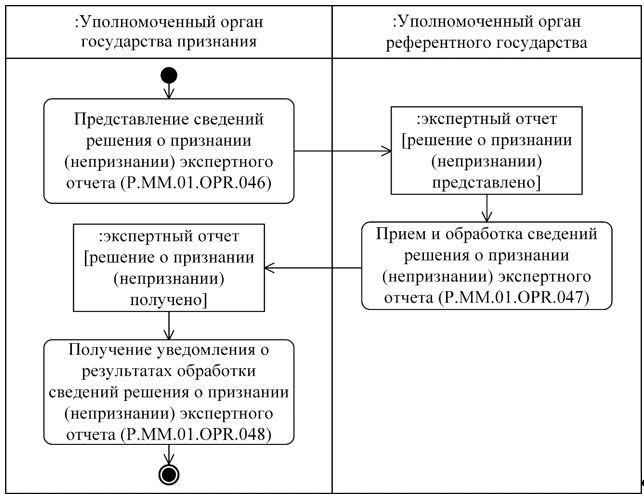 :Уполномоченный орган
государства признания
:Уполномоченный орган
референтного государства
Представление сведений
решения о признании
(непризнании) экспертного
отчета (P.MM.01.OPR.046)
:экспертный отчет
[решение о признании
(непризнании)
представлено]
Прием и обработка сведений
решения о признании
(непризнании) экспертного
отчета (P.MM.01.OPR.047)
:экспертный отчет
[решение о признании
(непризнании)
получено]
Получение уведомления о
результатах обработки
сведений решения о признании
(непризнании) экспертного
отчета (P.MM.01.OPR.048)